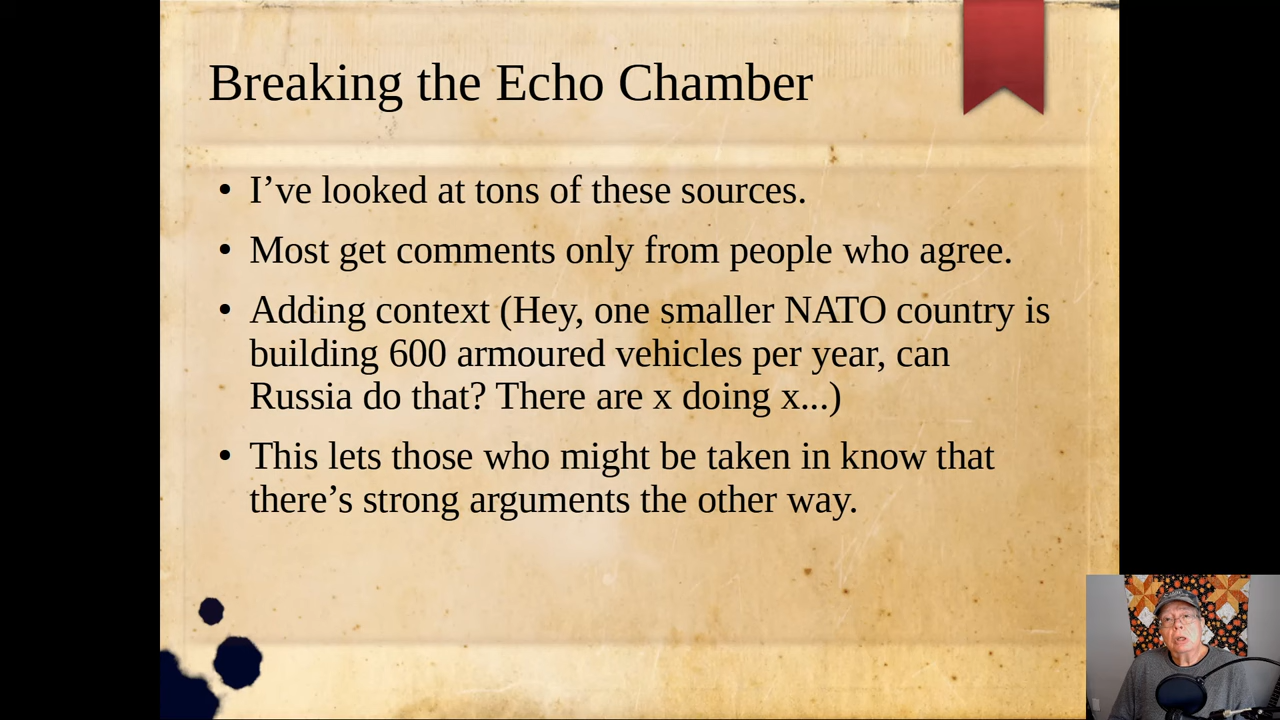 Breaking the Echo Chamber
• I’ve looked at tons of these sources.
• Most get comments only from people who agree.
• Adding context (Hey, one smaller NATO country is
building 600 armoured vehicles per year, can
Russia do that? There are x doing x...)
• This lets those who might be taken in know that
there’s strong arguments the other way.